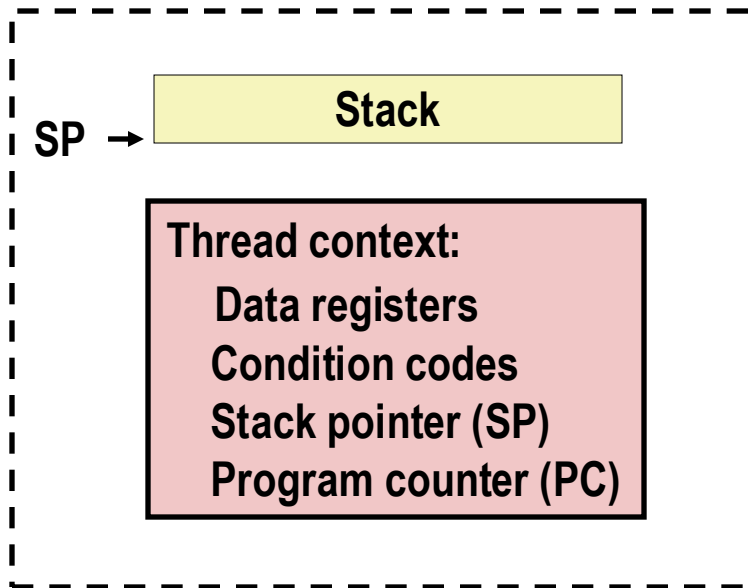 Stack
SP
Thread context:
Data registers
Condition codes
Stack pointer (SP)
Program counter (PC)